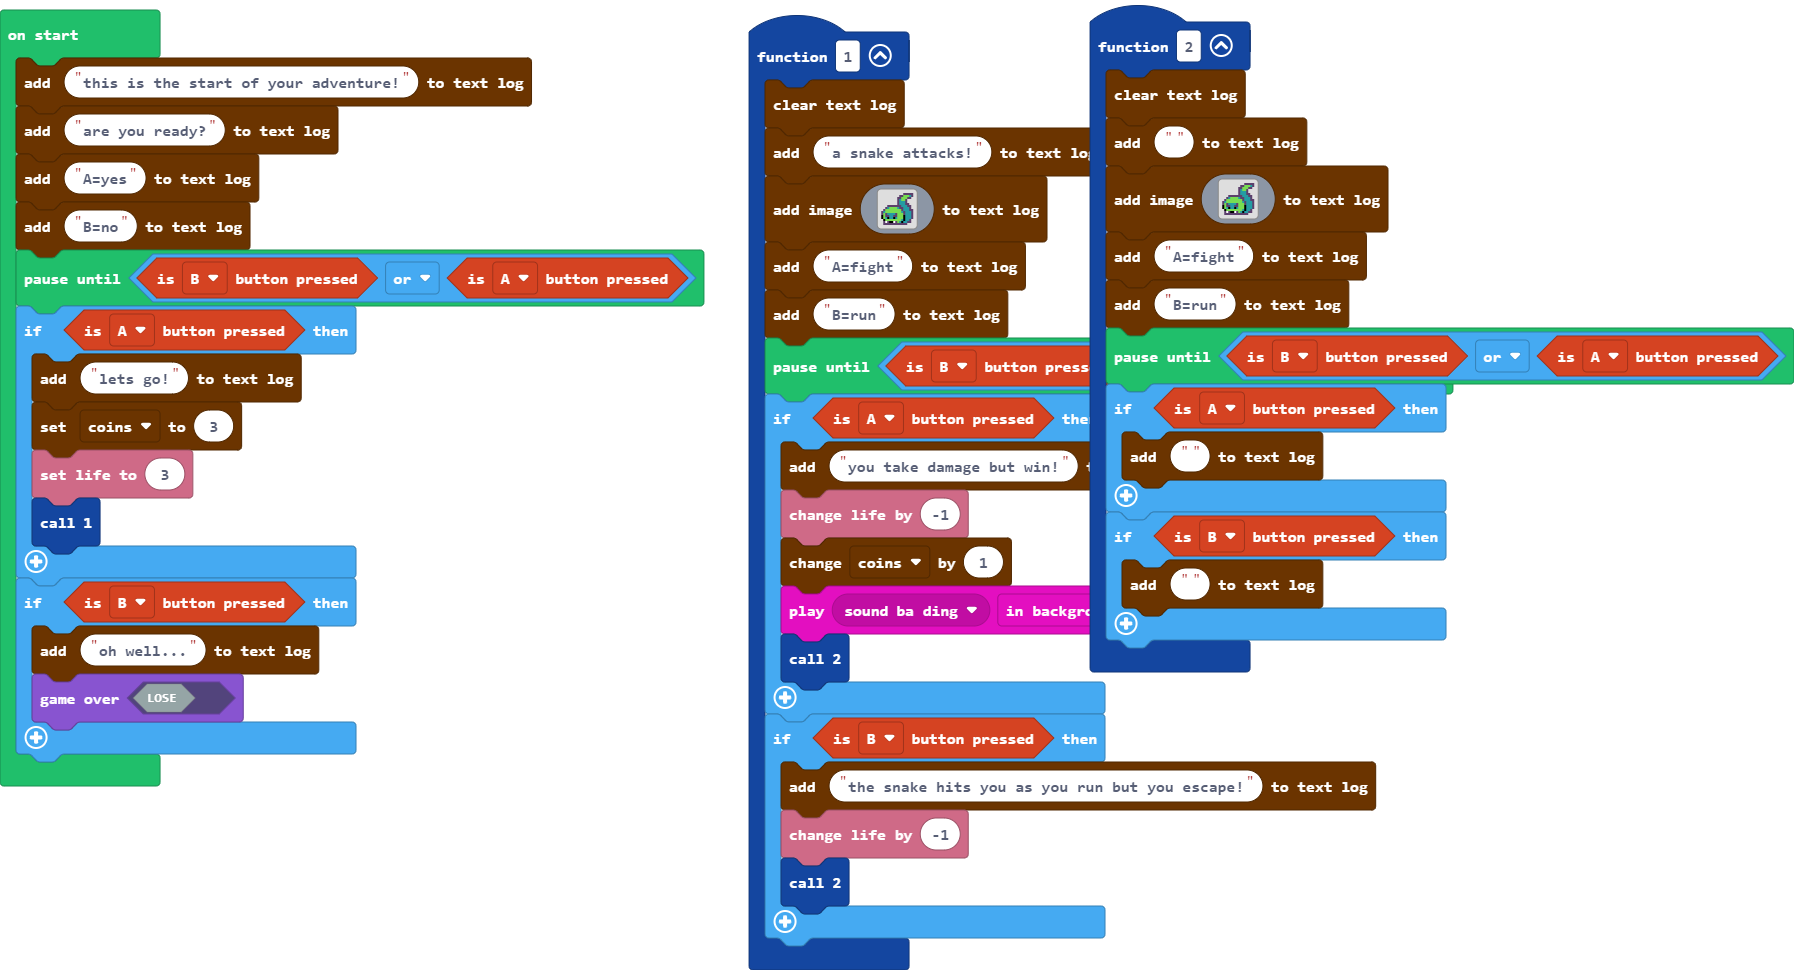 on start
add "this is the start of your adventure!" to text log
add "are you ready?" to text log
add "A=yes" to text log
add "B=no" to text log
pause until is B button pressed or is A button pressed
if is A button pressed then
add "lets go!" to text log
set coins to 3
set life to 3
call 1
if is B button pressed then
add "oh well..." to text log
game over LOSE
function 1
clear text log
add "a snake attacks!" to text log
add image to text log
add "A=fight" to text log
add "B=run" to text log
pause until is B button press
if is A button pressed the
add "you take damage but win!"
change life by -1
change coins by 1
play sound ba ding in backgr
call 2
if is B button pressed then
add "the snake hits you as you run but you escape!" to text log
change life by -1
call 2
function 2
clear text log
add " " to text log
add image to text log
add "A=fight" to text log
add "B=run" to text log
pause until is B button pressed or is A button pressed
if is A button pressed then
add " " to text log
if is B button pressed then
add " " to text log